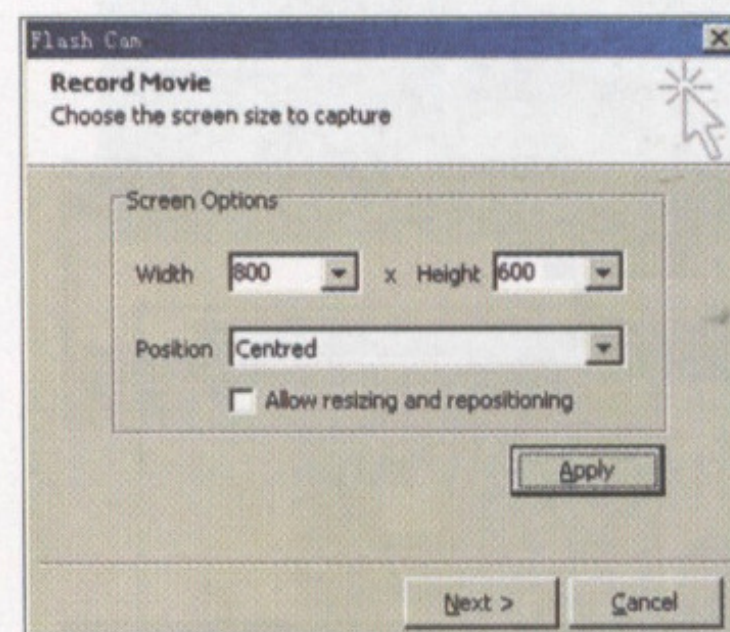 Flash Cam
Record Movie
Choose the screen size to capture
Screen Options
Width 800 x Height 600
Position Centred
Allow resizing and repositioning
Apply
Next > Cancel